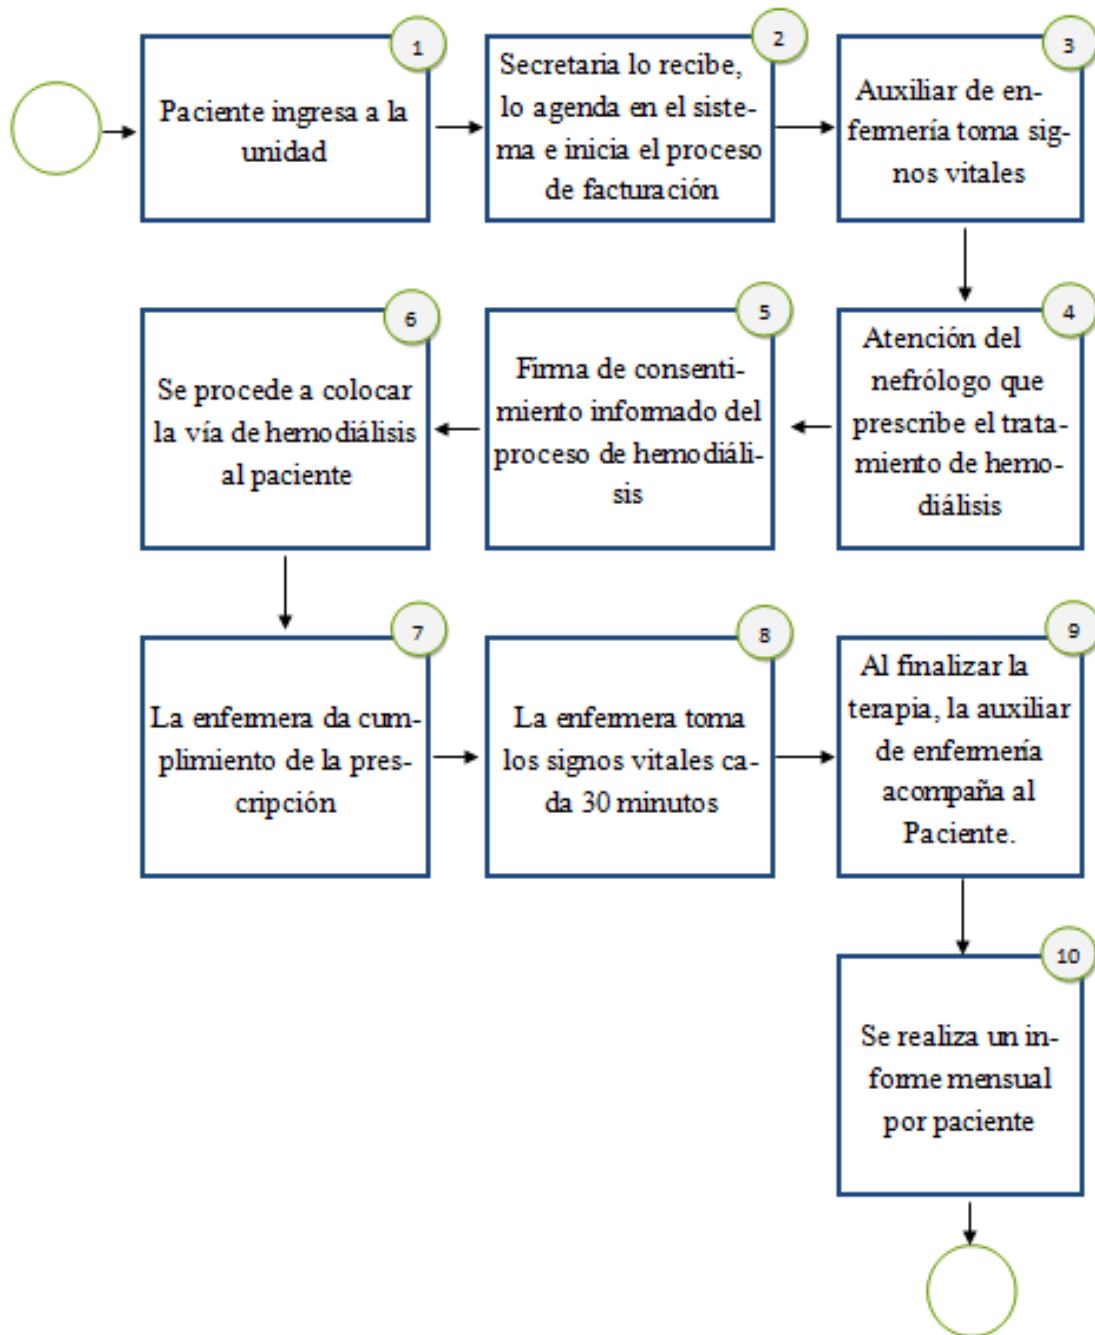 1
Paciente ingresa a la
unidad
2
Secretaria lo recibe,
lo agenda en el siste-
ma e inicia el proceso
de facturación
3
Auxiliar de en-
fermería toma sig-
nos vitales
4
Atención del
nefrólogo que
prescribe el trata-
miento de hemo-
diálisis
5
Firma de consenti-
miento informado del
proceso de hemodiáli-
sis
6
Se procede a colocar
la vía de hemodiálisis
al paciente
7
La enfermera da cum-
plimiento de la pres-
cripción
8
La enfermera toma
los signos vitales ca-
da 30 minutos
9
Al finalizar la
terapia, la auxiliar
de enfermería
acompaña al
Paciente.
10
Se realiza un in-
forme mensual
por paciente